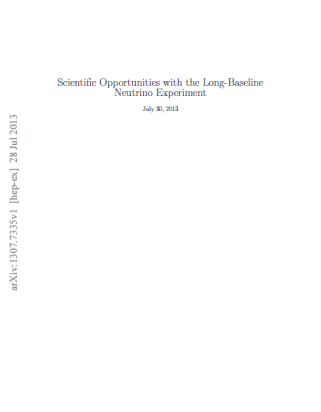 Scientific Opportunities with the Long-Baseline
Neutrino Experiment
July 30, 2013
arXiv:1307.7335v1 [hep-ex] 28 Jul 2013